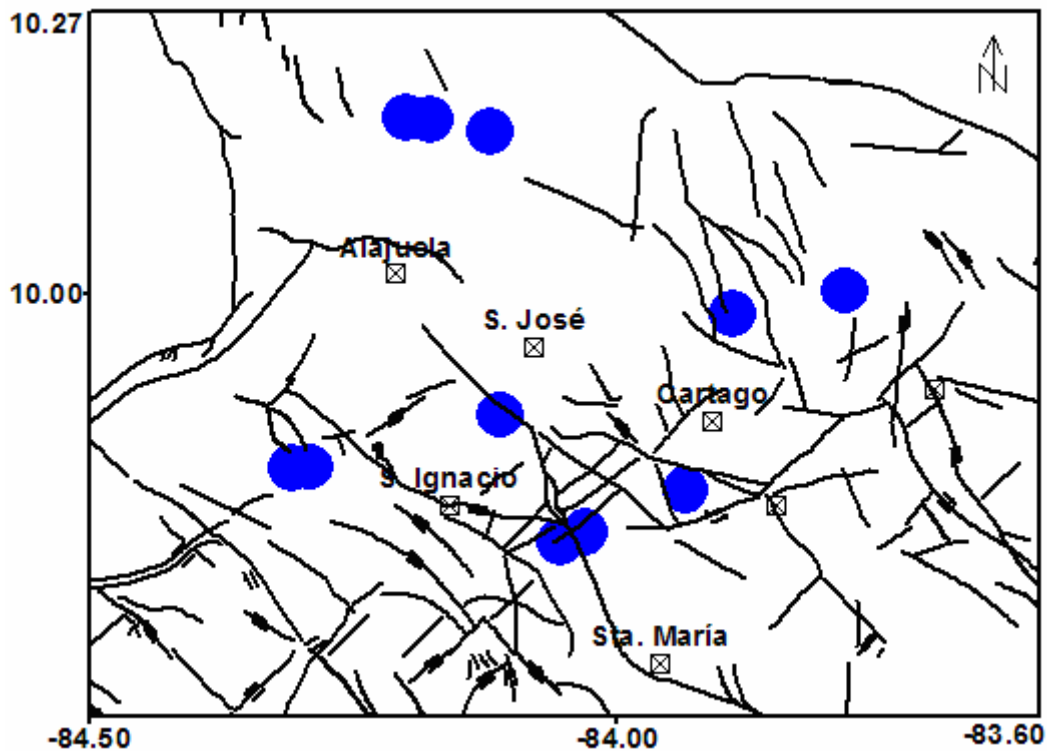 10.27
N
Alajuela
10.00
S. José
Cartago
S. Ignacio
Sta. María
-84.50
-84.00
-83.60